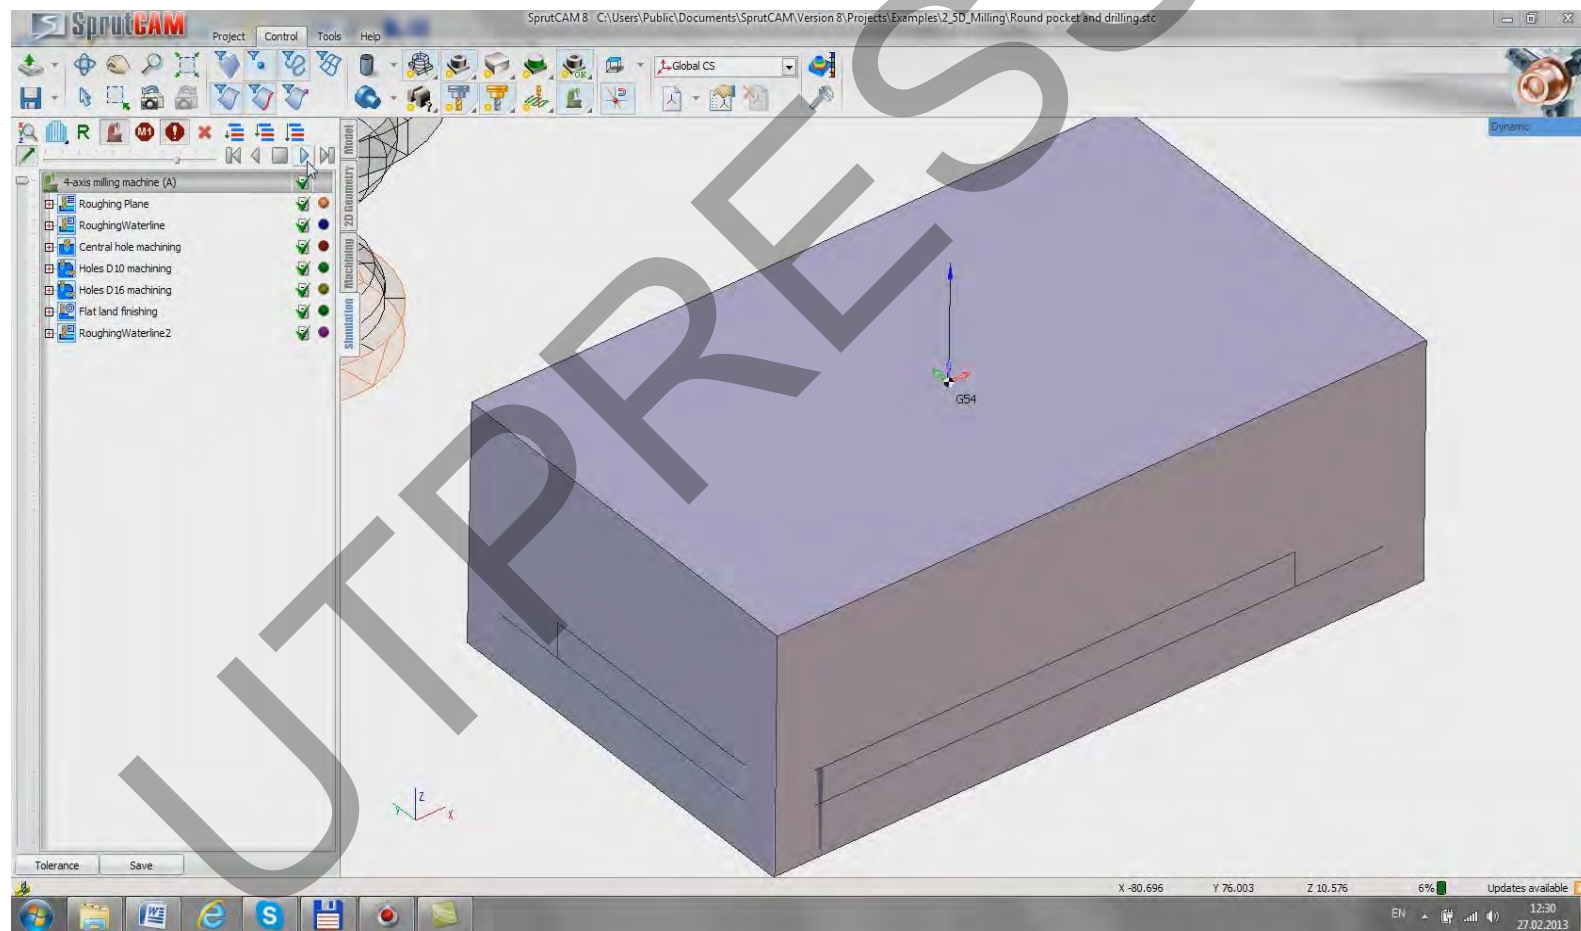 SprutCAM
SprutCAM 8 C:\Users\Public\Documents\SprutCAM\Version 8\Projects\Examples\2_5D_Milling\Round pocket and drilling.stc
Project Control Tools Help
Global CS
OK
R M1
Dynamic
4-axis milling machine (A)
Roughing Plane
RoughingWaterline
Central hole machining
Holes D10 machining
Holes D16 machining
Flat land finishing
RoughingWaterline2
Model
2D Geometry
Machining
Simulation
G54
Z
Y
X
Tolerance Save
X -80.696 Y 76.003 Z 10.576 6% Updates available
EN 12:30
27.02.2013
UTPRESS